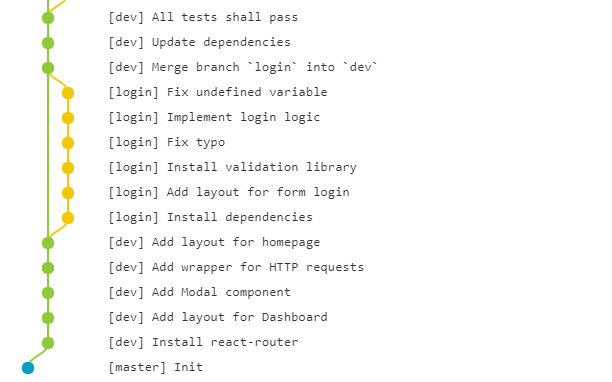 [dev] All tests shall pass
[dev] Update dependencies
[dev] Merge branch `login` into `dev`
[login] Fix undefined variable
[login] Implement login logic
[login] Fix typo
[login] Install validation library
[login] Add layout for form login
[login] Install dependencies
[dev] Add layout for homepage
[dev] Add wrapper for HTTP requests
[dev] Add Modal component
[dev] Add layout for Dashboard
[dev] Install react-router
[master] Init